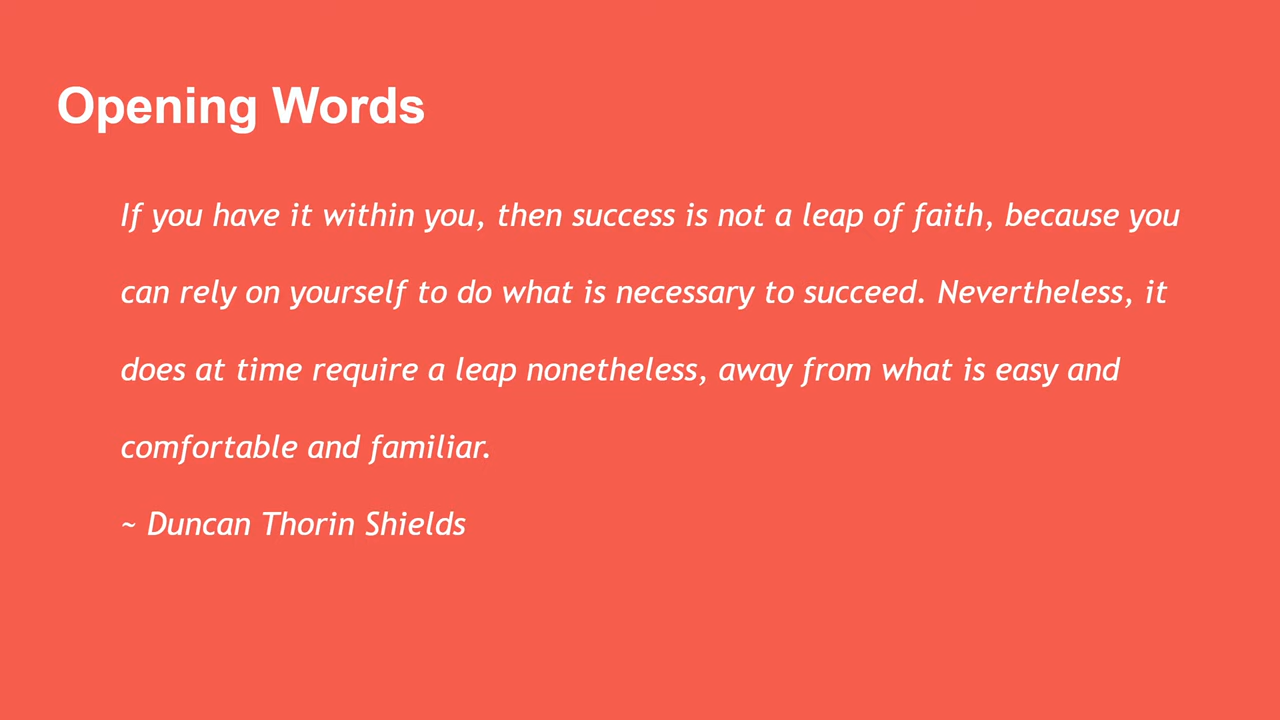 Opening Words
If you have it within you, then success is not a leap of faith, because you
can rely on yourself to do what is necessary to succeed. Nevertheless, it
does at time require a leap nonetheless, away from what is easy and
comfortable and familiar.
~ Duncan Thorin Shields